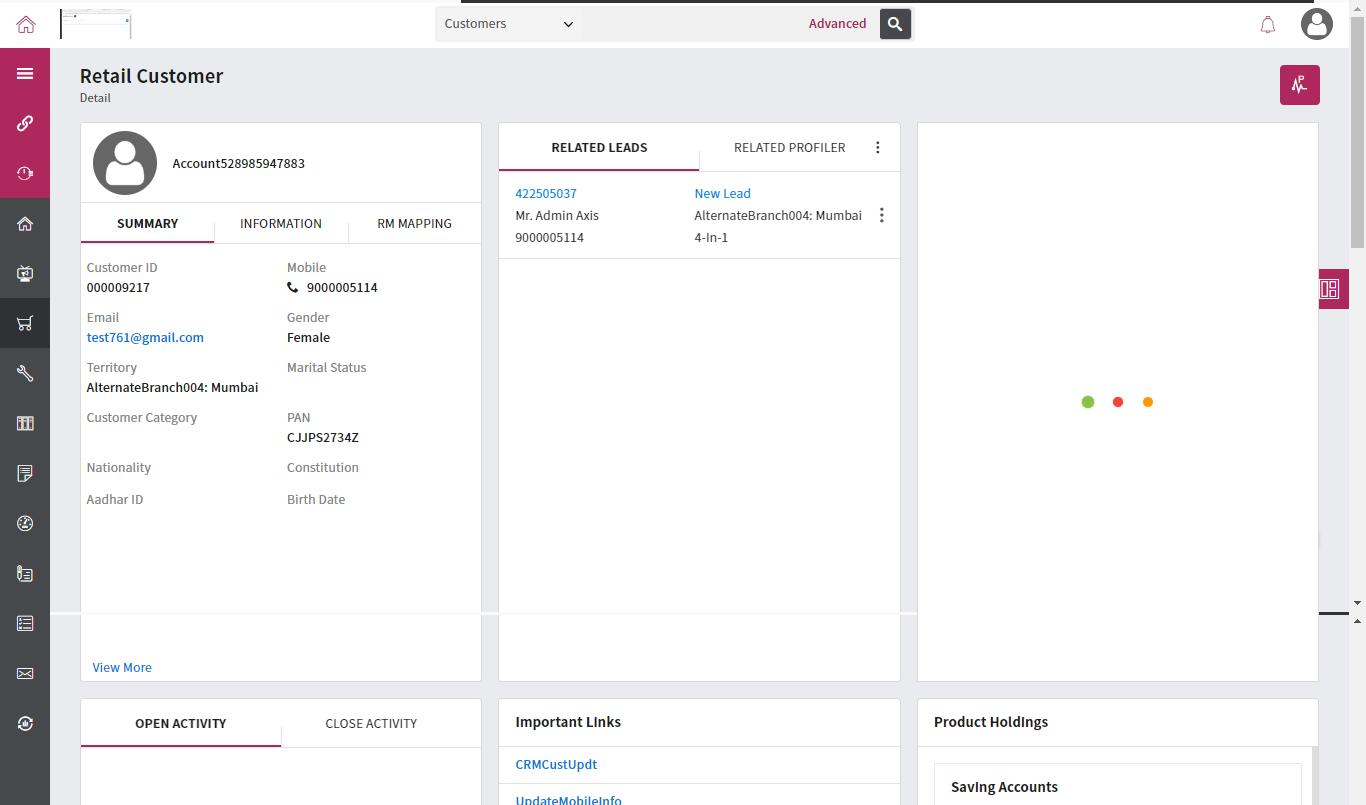 Customers
Advanced
Retail Customer
Detail
Account528985947883
SUMMARY
INFORMATION
RM MAPPING
Customer ID
000009217
Mobile
9000005114
Email
test761@gmail.com
Gender
Female
Territory
AlternateBranch004: Mumbai
Marital Status
Customer Category
PAN
CJJPS2734Z
Nationality
Constitution
Aadhar ID
Birth Date
View More
RELATED LEADS
RELATED PROFILER
422505037
New Lead
Mr. Admin Axis
AlternateBranch004: Mumbai
9000005114
4-In-1
OPEN ACTIVITY
CLOSE ACTIVITY
Important Links
CRMCustUpdt
UpdateMobileInfo
Product Holdings
Saving Accounts